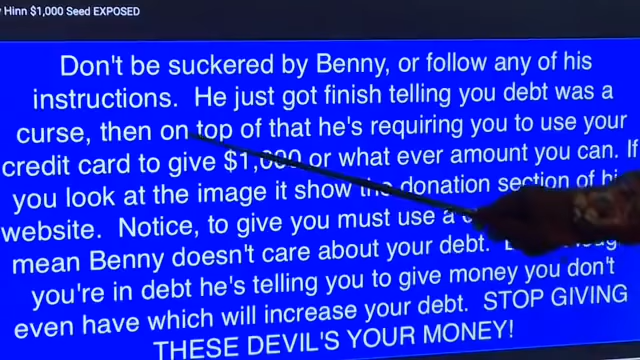 Hinn $1,000 Seed EXPOSED
Don't be suckered by Benny, or follow any of his
instructions. He just got finish telling you debt was a
curse, then on top of that he's requiring you to use your
credit card to give $1,000 or what ever amount you can. If
you look at the image it show the donation section of
website. Notice, to give you must use a
mean Benny doesn't care about your debt.
you're in debt he's telling you to give money you don't
even have which will increase your debt. STOP GIVING
THESE DEVIL'S YOUR MONEY!